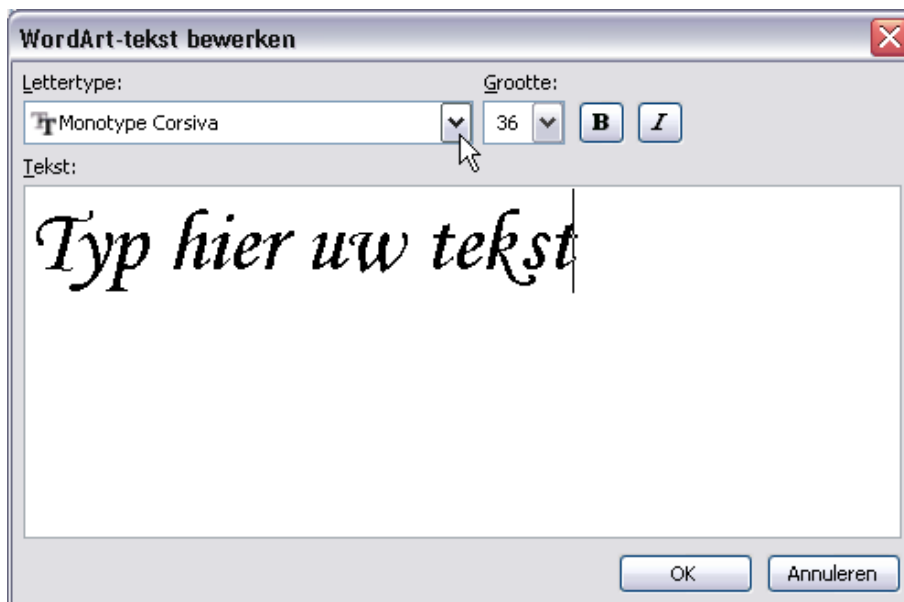 WordArt-tekst bewerken
Lettertype: Grootte:
Monotype Corsiva 36 B I
Tekst:
Typ hier uw tekst
OK Annuleren